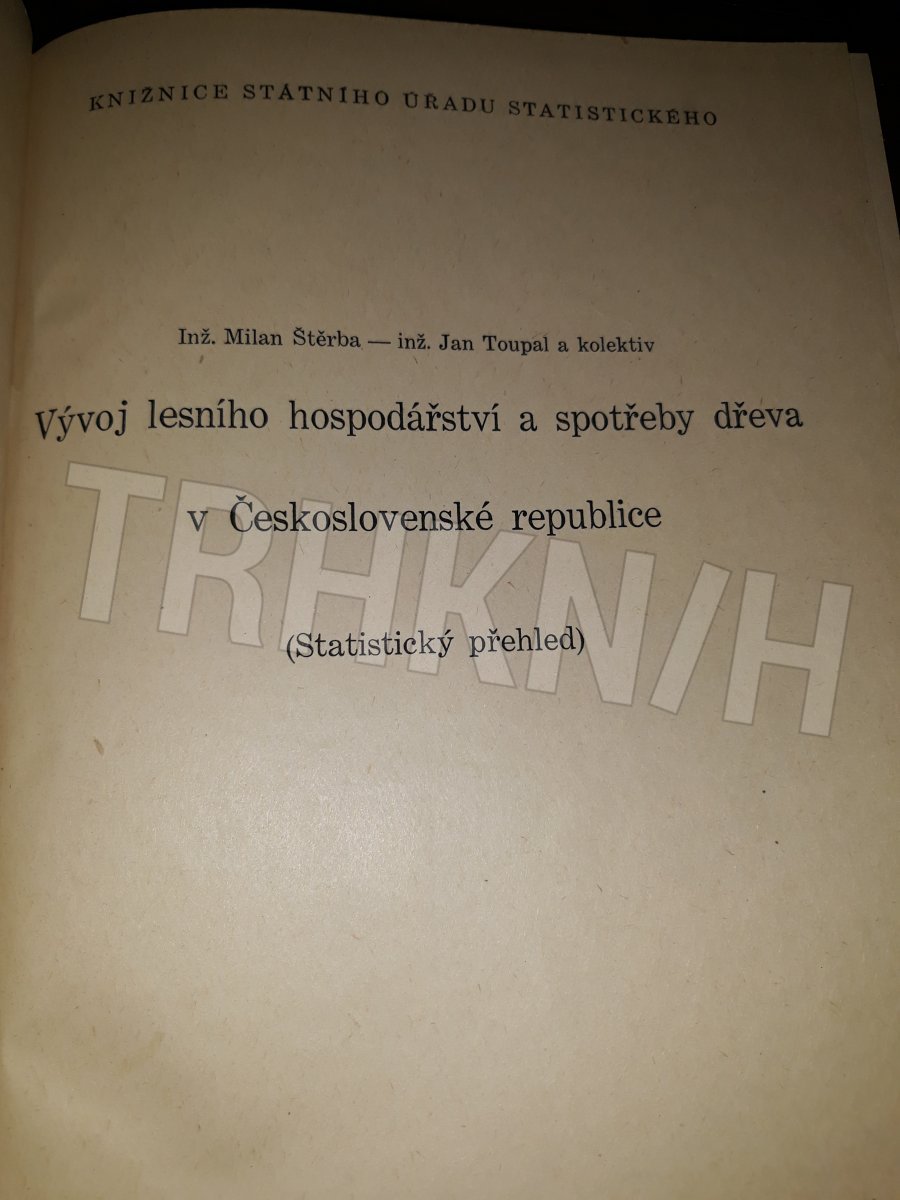 KNIŽNICE STÁTNÍHO ÚŘADU STATISTICKÉHO
Inž. Milan Štěrba — inž. Jan Toupal a kolektiv
Vývoj lesního hospodářství a spotřeby dřeva
v Československé republice
(Statistický přehled)
TRHKN/H